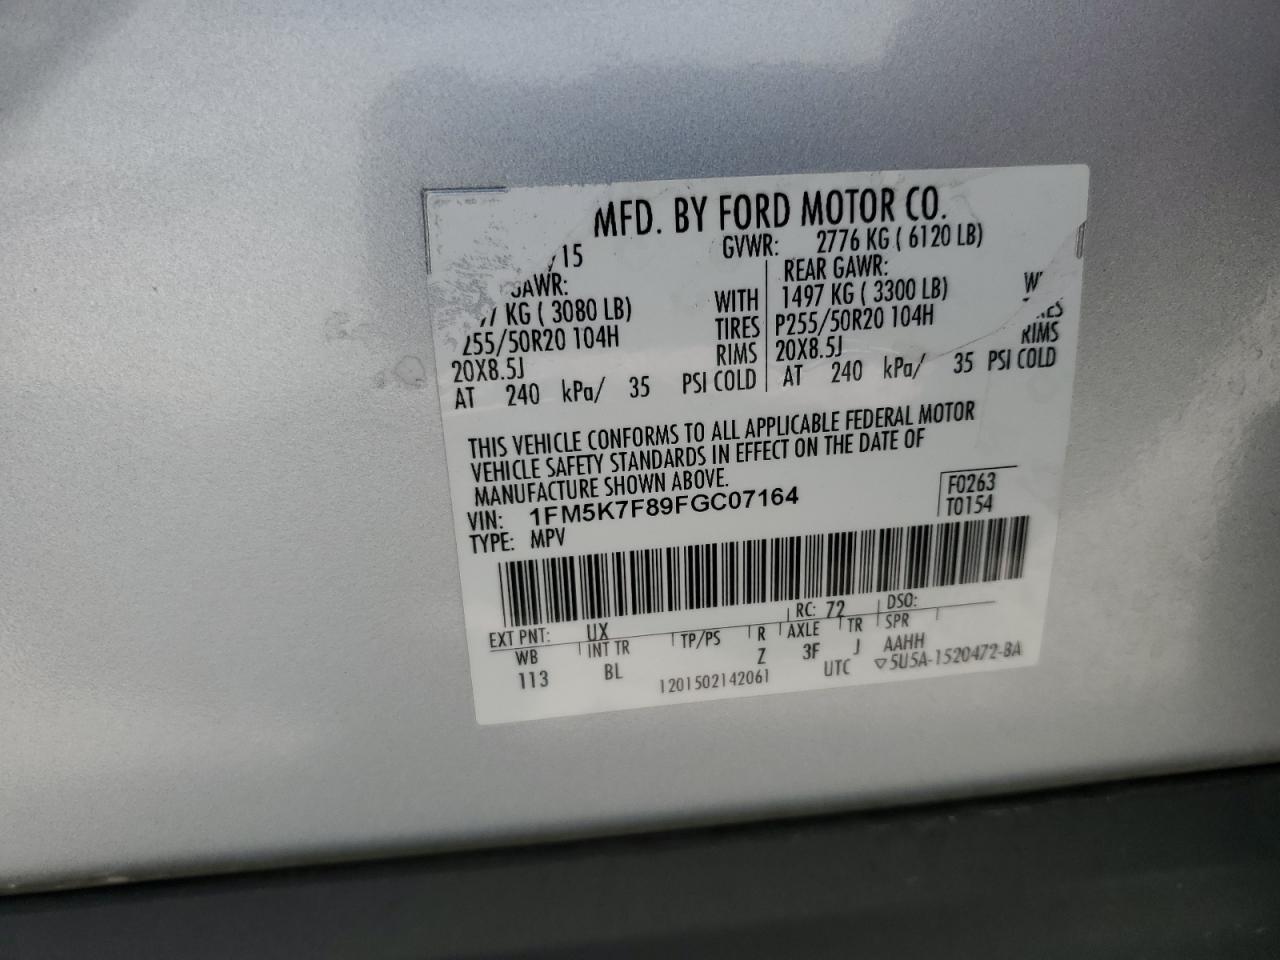 MFD. BY FORD MOTOR CO.
/15 GVWR: 2776 KG ( 6120 LB)
GAWR: REAR GAWR:
7 KG ( 3080 LB) WITH 1497 KG ( 3300 LB)
255/50R20 104H TIRES P255/50R20 104H
20X8.5J RIMS 20X8.5J RIMS
AT 240 kPa/ 35 PSI COLD AT 240 kPa/ 35 PSI COLD
THIS VEHICLE CONFORMS TO ALL APPLICABLE FEDERAL MOTOR
VEHICLE SAFETY STANDARDS IN EFFECT ON THE DATE OF
MANUFACTURE SHOWN ABOVE.
VIN: 1FM5K7F89FGC07164 F0263
TYPE: MPV T0154
EXT PNT: UX RC: 72 DSO:
WB INT TR TP/PS R AXLE TR SPR
113 BL Z 3F J AAHH
1201502142061 UTC ▽5U5A-1520472-BA